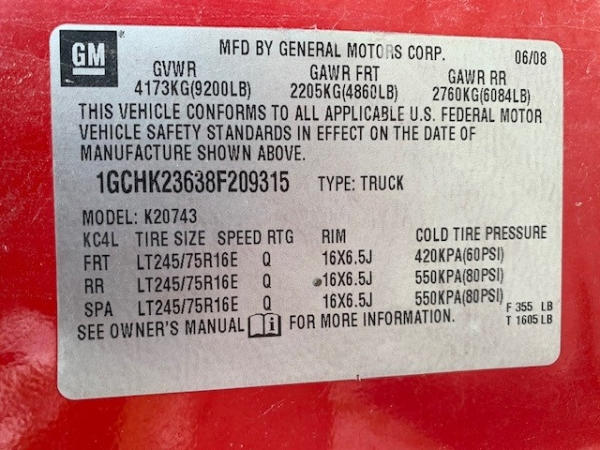 GM
MFD BY GENERAL MOTORS CORP. 06/08
GVWR GAWR FRT GAWR RR
4173KG(9200LB) 2205KG(4860LB) 2760KG(6084LB)
THIS VEHICLE CONFORMS TO ALL APPLICABLE U.S. FEDERAL MOTOR
VEHICLE SAFETY STANDARDS IN EFFECT ON THE DATE OF
MANUFACTURE SHOWN ABOVE.
1GCHK23638F209315 TYPE: TRUCK
MODEL: K20743
KC4L TIRE SIZE SPEED RTG RIM COLD TIRE PRESSURE
FRT LT245/75R16E Q 16X6.5J 420KPA(60PSI)
RR LT245/75R16E Q 16X6.5J 550KPA(80PSI)
SPA LT245/75R16E Q 16X6.5J 550KPA(80PSI)
F 355 LB
SEE OWNER'S MANUAL i FOR MORE INFORMATION. T 1605 LB